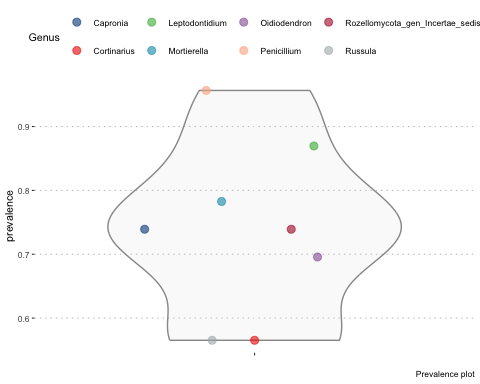 Genus
Capronia Leptodontidium Oidiodendron Rozellomycota_gen_Incertae_sedis
Cortinarius Mortierella Penicillium Russula
prevalence
0.9
0.8
0.7
0.6
Prevalence plot